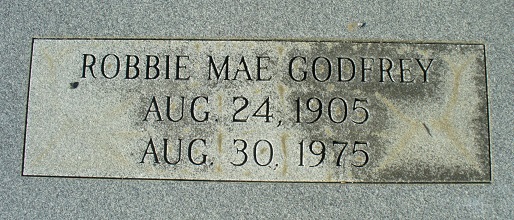 ROBBIE MAE GODFREY
AUG. 24, 1905
AUG. 30, 1975